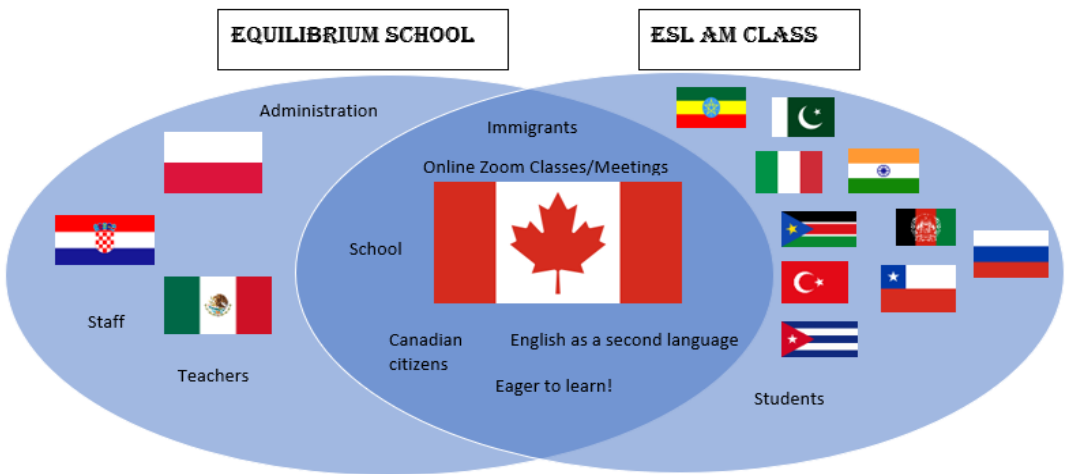 EQUILIBRIUM SCHOOL
ESL AM CLASS
Administration
Immigrants
Online Zoom Classes/Meetings
School
Staff
Teachers
Canadian
citizens
English as a second language
Eager to learn!
Students